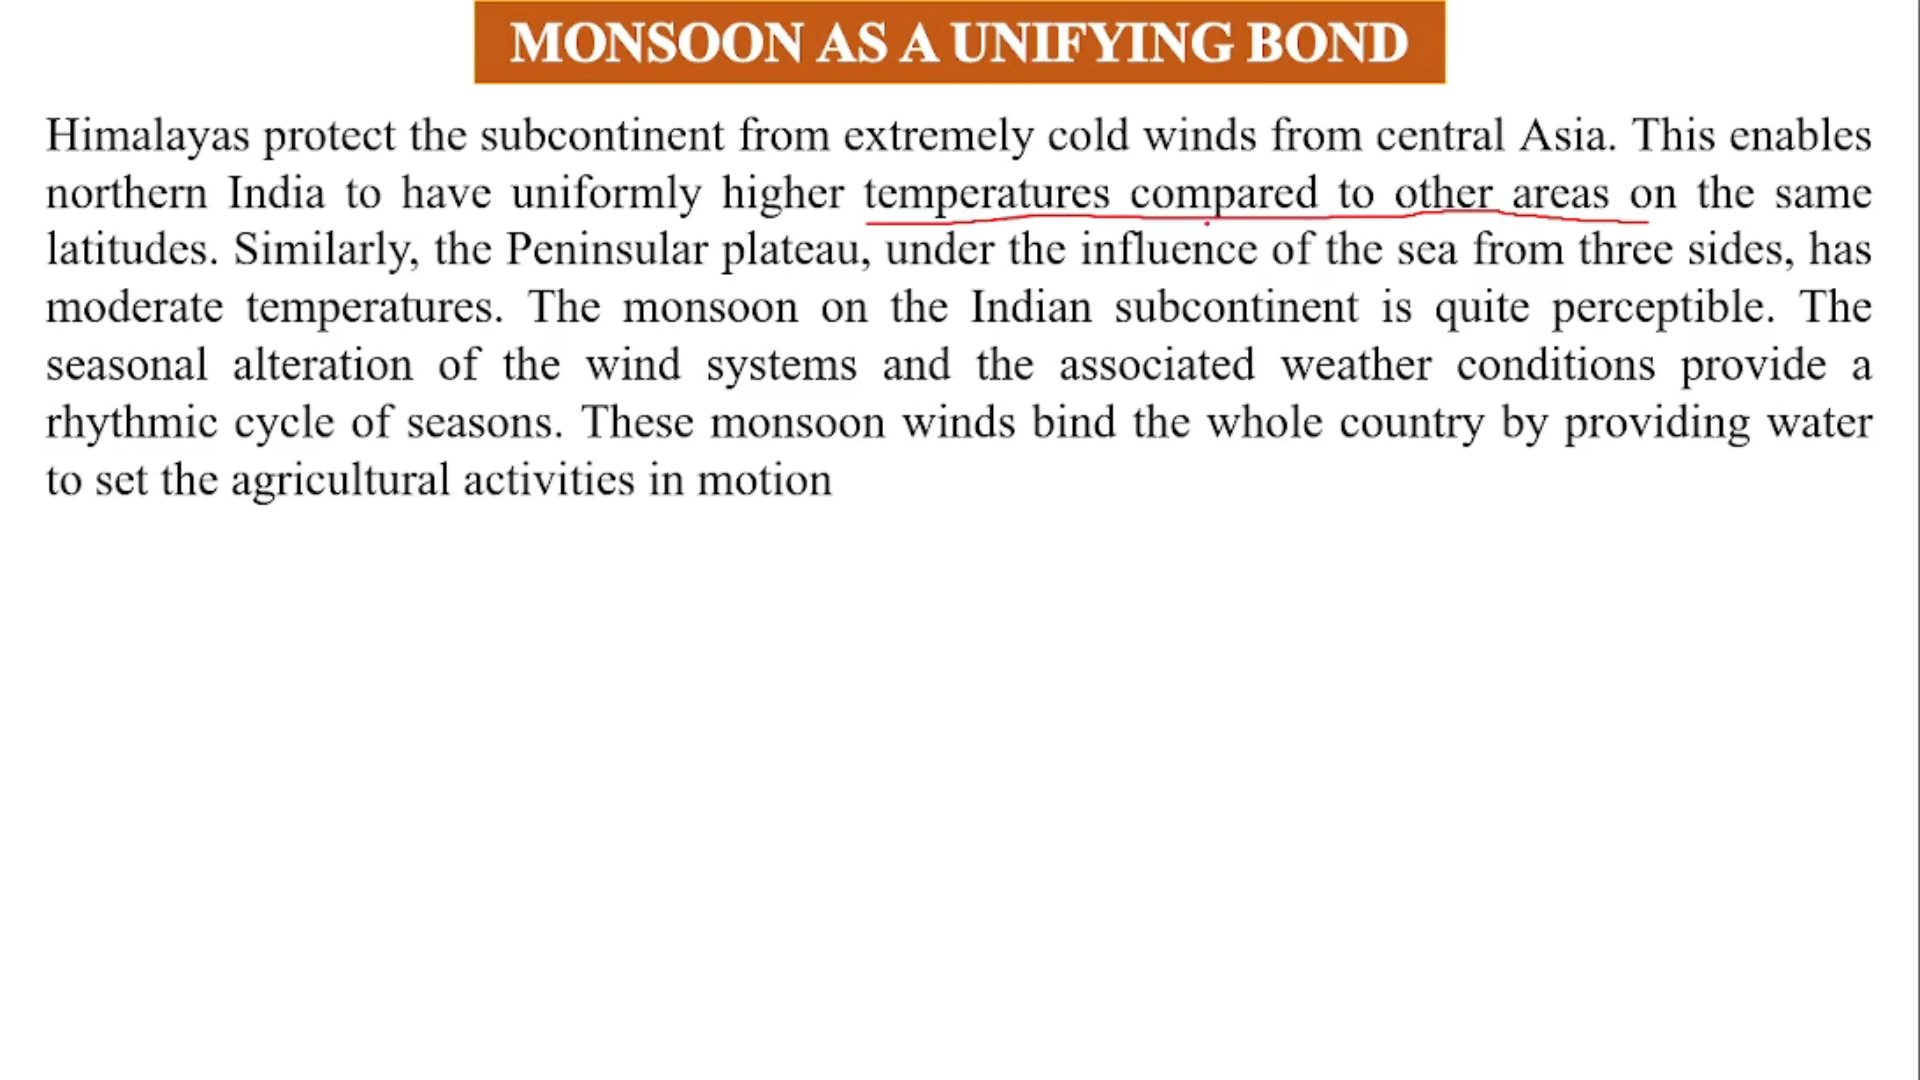 MONSOON AS A UNIFYING BOND
Himalayas protect the subcontinent from extremely cold winds from central Asia. This enables
northern India to have uniformly higher temperatures compared to other areas on the same
latitudes. Similarly, the Peninsular plateau, under the influence of the sea from three sides, has
moderate temperatures. The monsoon on the Indian subcontinent is quite perceptible. The
seasonal alteration of the wind systems and the associated weather conditions provide a
rhythmic cycle of seasons. These monsoon winds bind the whole country by providing water
to set the agricultural activities in motion